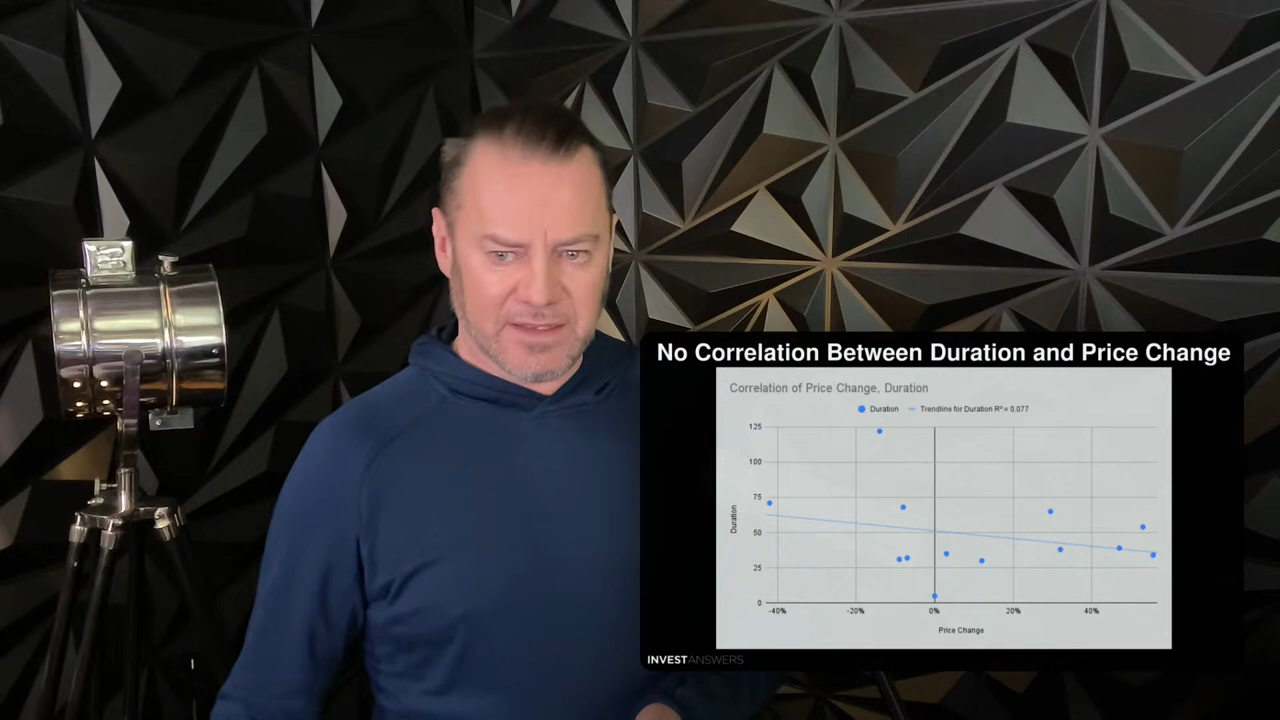 No Correlation Between Duration and Price Change
Correlation of Price Change, Duration
Duration
Trendline for Duration R² = 0.077
125
100
75
50
25
0
Duration
-40%
-20%
0%
20%
40%
Price Change
INVESTANSWERS